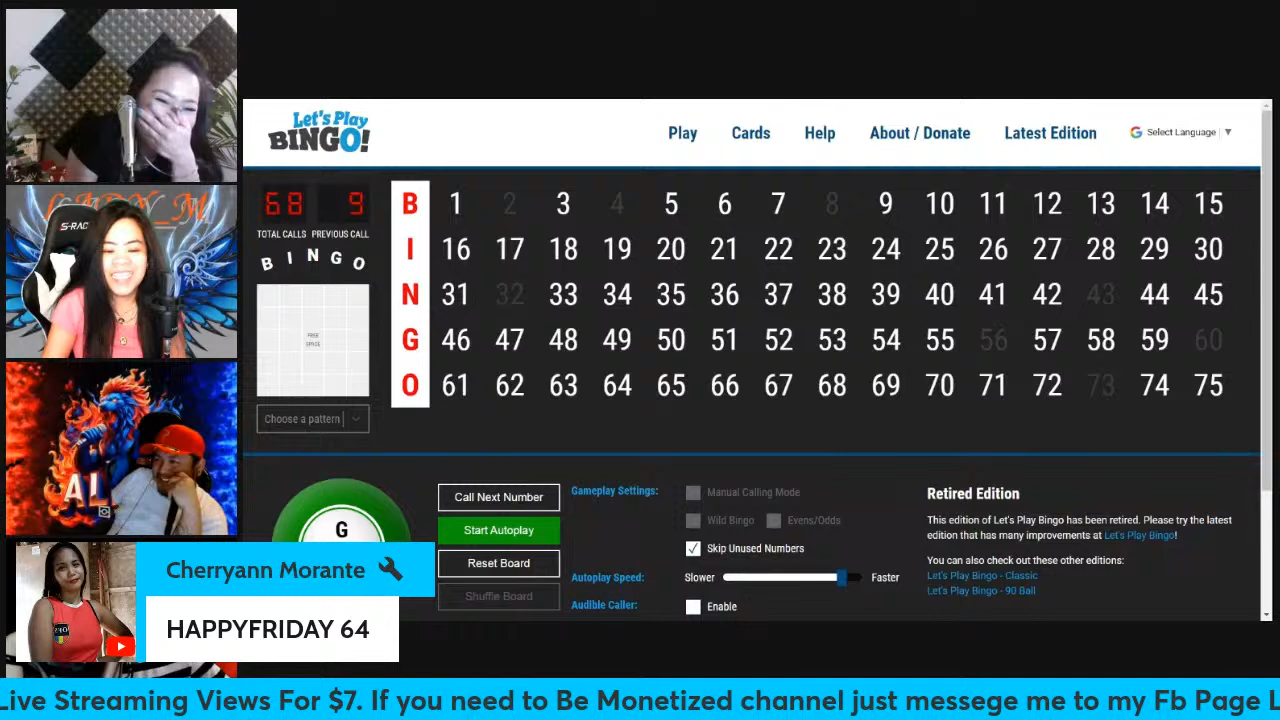 Let's Play
BINGO!
Play Cards Help About / Donate Latest Edition Select Language ▼
LADY_M
S-RAC
68 9
TOTAL CALLS PREVIOUS CALL
B I N G O
FREE
SPACE
Choose a pattern
B 1 2 3 4 5 6 7 8 9 10 11 12 13 14 15
I 16 17 18 19 20 21 22 23 24 25 26 27 28 29 30
N 31 32 33 34 35 36 37 38 39 40 41 42 43 44 45
G 46 47 48 49 50 51 52 53 54 55 56 57 58 59 60
O 61 62 63 64 65 66 67 68 69 70 71 72 73 74 75
AL
G
Call Next Number
Start Autoplay
Reset Board
Shuffle Board
Gameplay Settings:
Manual Calling Mode
Wild Bingo Evens/Odds
Skip Unused Numbers
Autoplay Speed: Slower Faster
Audible Caller: Enable
Retired Edition
This edition of Let's Play Bingo has been retired. Please try the latest
edition that has many improvements at Let's Play Bingo!
You can also check out these other editions:
Let's Play Bingo - Classic
Let's Play Bingo - 90 Ball
Cherryann Morante
HAPPYFRIDAY 64
Live Streaming Views For $7. If you need to Be Monetized channel just messege me to my Fb Page L